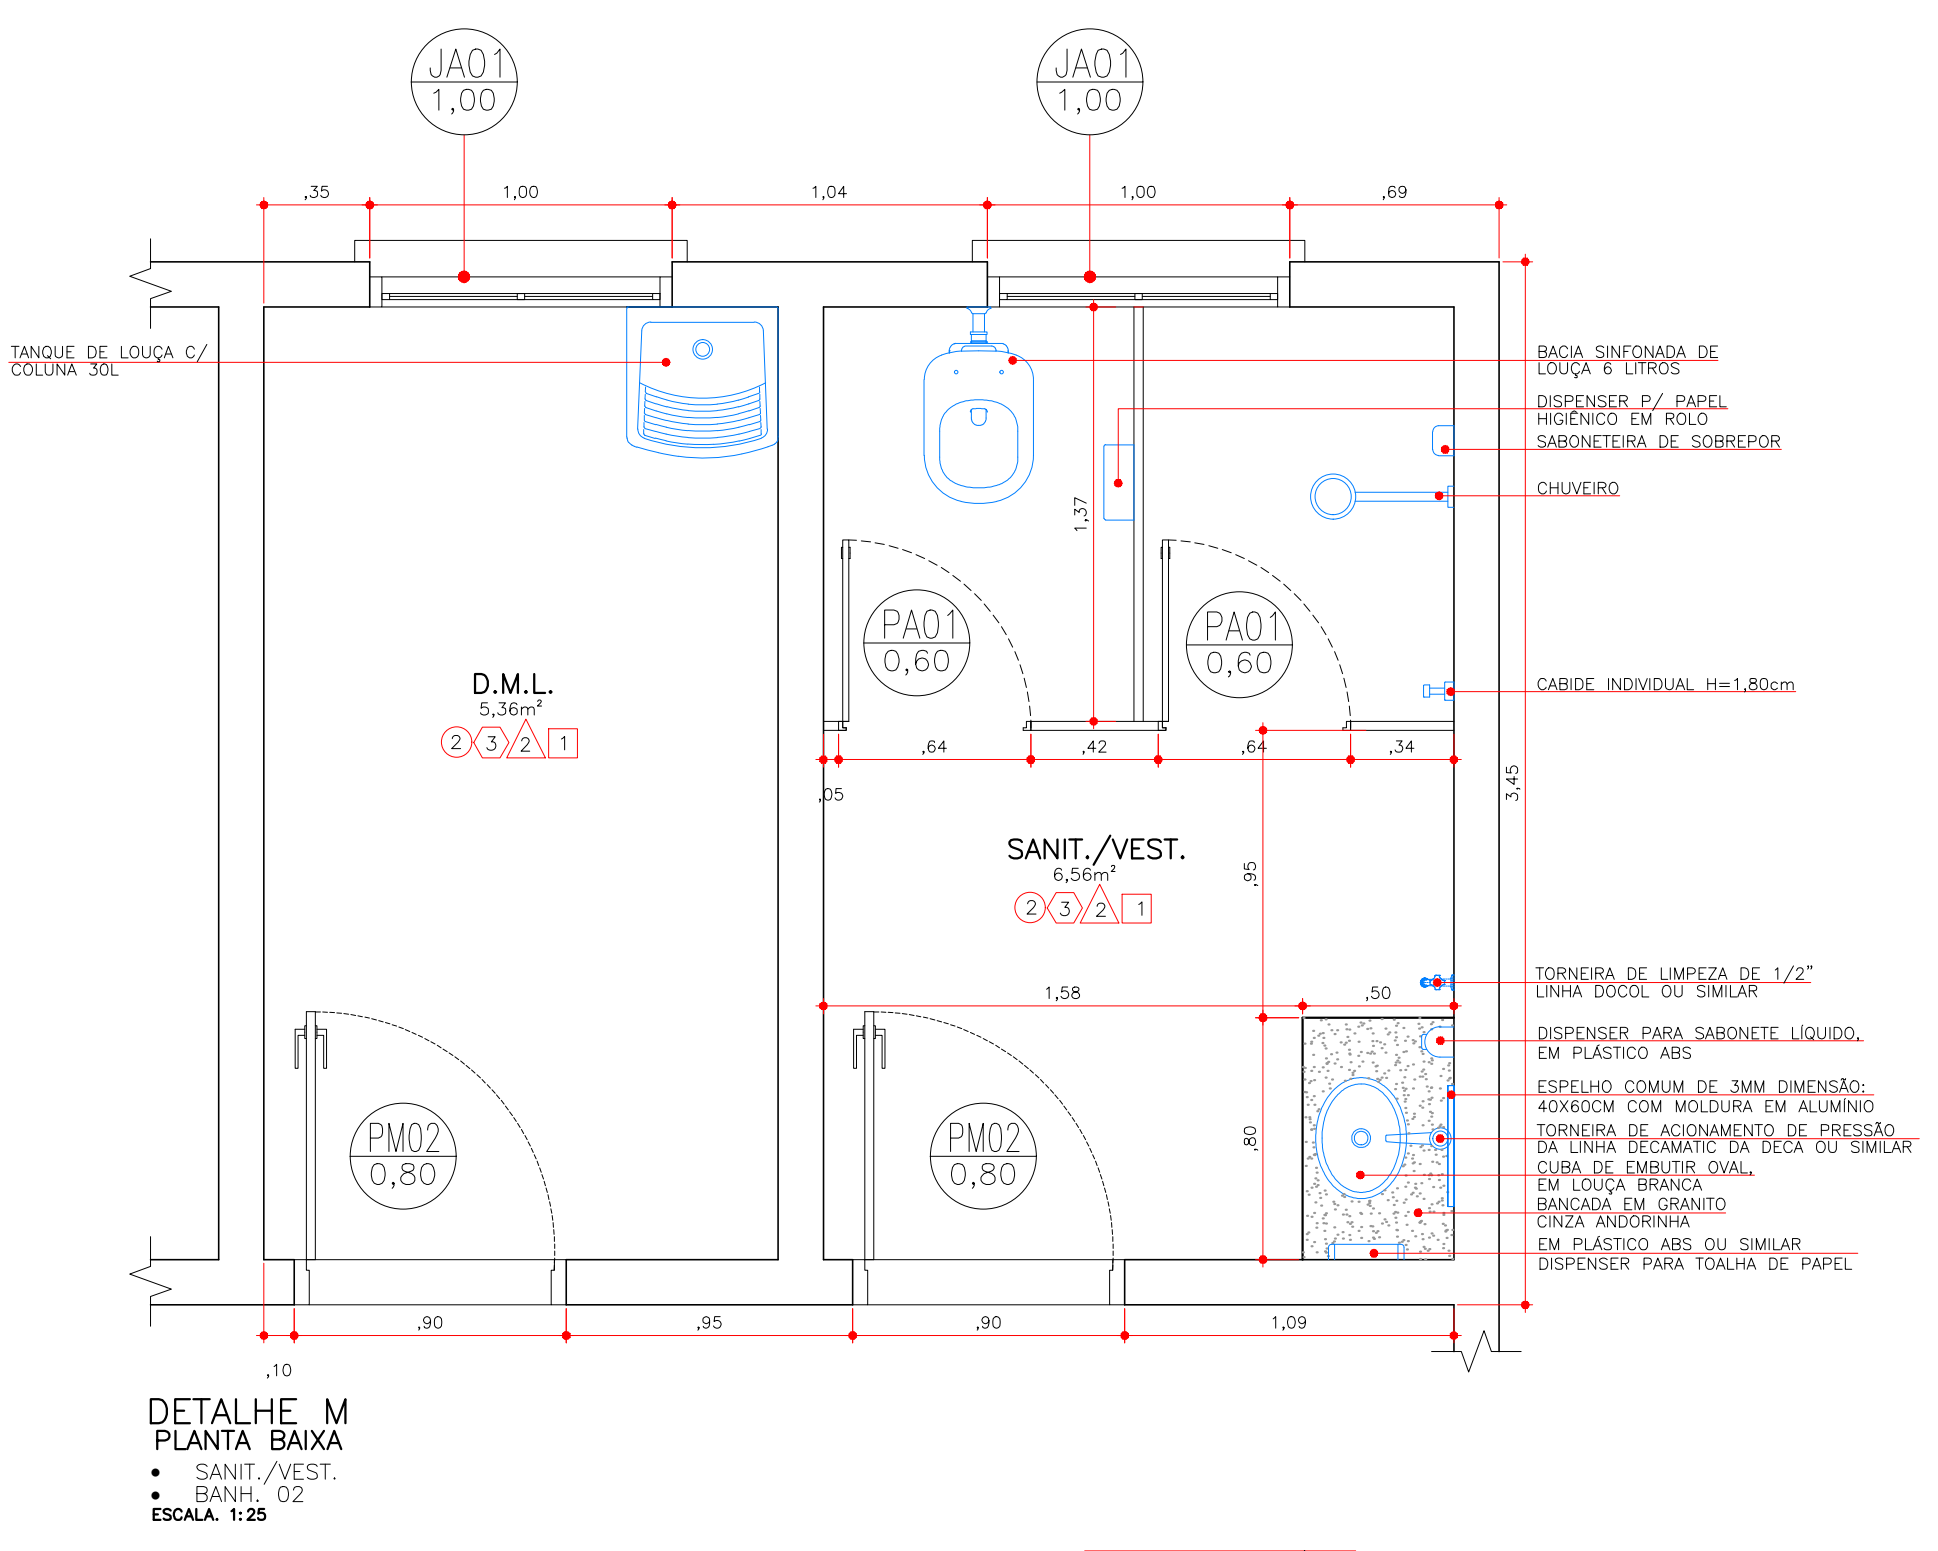 JA01
1,00
JA01
1,00
,35
1,00
1,04
1,00
,69
TANQUE DE LOUÇA C/
COLUNA 30L
BACIA SINFONADA DE
LOUÇA 6 LITROS
DISPENSER P/ PAPEL
HIGIÊNICO EM ROLO
SABONETEIRA DE SOBREPOR
CHUVEIRO
1,37
PA01
0,60
PA01
0,60
CABIDE INDIVIDUAL H=1,80cm
D.M.L.
5,36m²
2 3 2 1
,64
,42
,64
,34
,05
3,45
SANIT./VEST.
6,56m²
2 3 2 1
,95
1,58
,50
TORNEIRA DE LIMPEZA DE 1/2"
LINHA DOCOL OU SIMILAR
DISPENSER PARA SABONETE LÍQUIDO,
EM PLÁSTICO ABS
ESPELHO COMUM DE 3MM DIMENSÃO:
40X60CM COM MOLDURA EM ALUMÍNIO
TORNEIRA DE ACIONAMENTO DE PRESSÃO
DA LINHA DECAMATIC DA DECA OU SIMILAR
CUBA DE EMBUTIR OVAL,
EM LOUÇA BRANCA
BANCADA EM GRANITO
CINZA ANDORINHA
EM PLÁSTICO ABS OU SIMILAR
DISPENSER PARA TOALHA DE PAPEL
PM02
0,80
PM02
0,80
,80
,90
,95
,90
1,09
,10
DETALHE M
PLANTA BAIXA
• SANIT./VEST.
• BANH. 02
ESCALA. 1:25